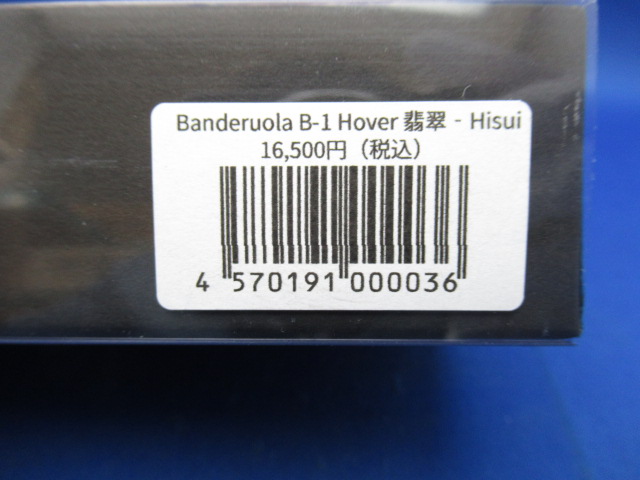 Banderuola B-1 Hover 翡翠 - Hisui
16,500円（税込）
4 570191 000036